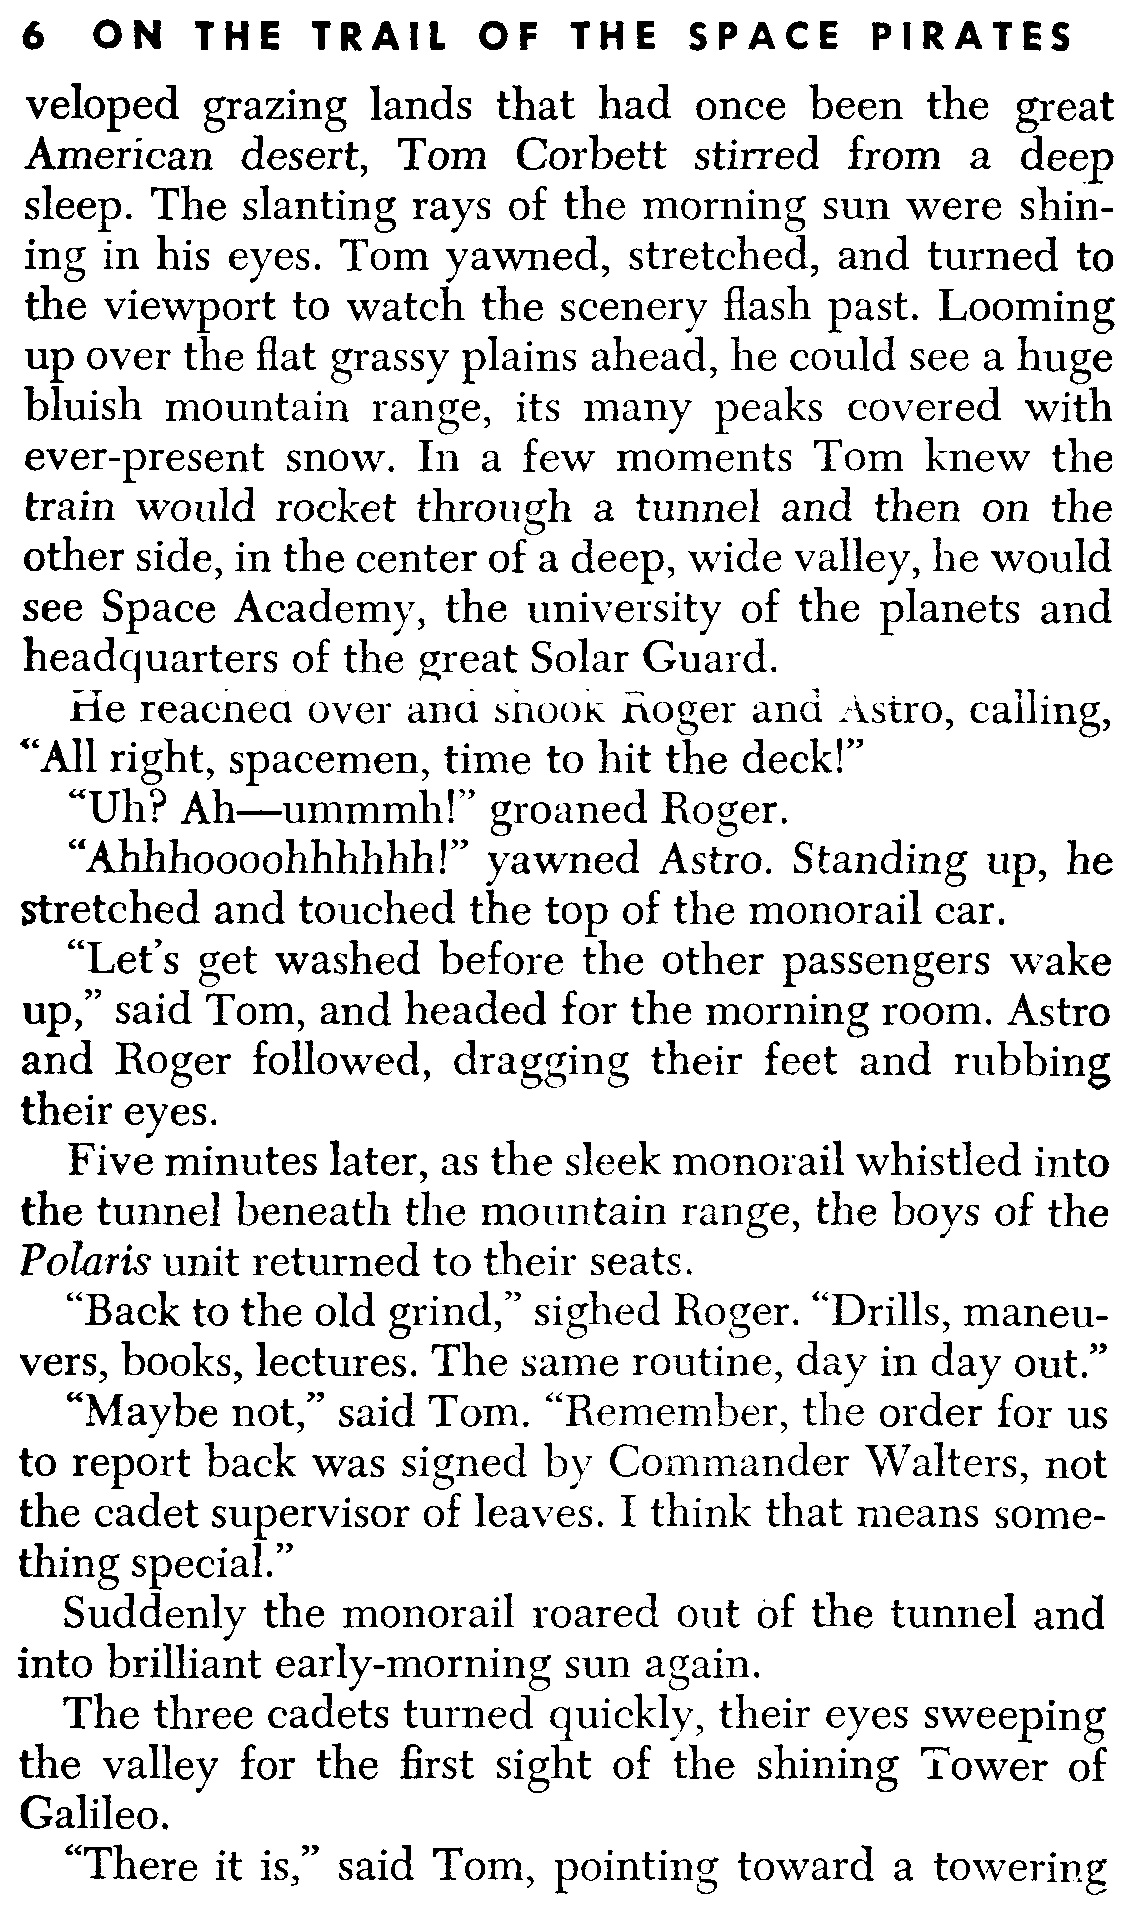 6 ON THE TRAIL OF THE SPACE PIRATES
veloped grazing lands that had once been the great
American desert, Tom Corbett stirred from a deep
sleep. The slanting rays of the morning sun were shin-
ing in his eyes. Tom yawned, stretched, and turned to
the viewport to watch the scenery flash past. Looming
up over the flat grassy plains ahead, he could see a huge
bluish mountain range, its many peaks covered with
ever-present snow. In a few moments Tom knew the
train would rocket through a tunnel and then on the
other side, in the center of a deep, wide valley, he would
see Space Academy, the university of the planets and
headquarters of the great Solar Guard.
He reached over and shook Roger and Astro, calling,
“All right, spacemen, time to hit the deck!”
“Uh? Ah—ummmh!” groaned Roger.
“Ahhhoooohhhhhh!” yawned Astro. Standing up, he
stretched and touched the top of the monorail car.
“Let’s get washed before the other passengers wake
up,” said Tom, and headed for the morning room. Astro
and Roger followed, dragging their feet and rubbing
their eyes.
Five minutes later, as the sleek monorail whistled into
the tunnel beneath the mountain range, the boys of the
Polaris unit returned to their seats.
“Back to the old grind,” sighed Roger. “Drills, maneu-
vers, books, lectures. The same routine, day in day out.”
“Maybe not,” said Tom. “Remember, the order for us
to report back was signed by Commander Walters, not
the cadet supervisor of leaves. I think that means some-
thing special.”
Suddenly the monorail roared out of the tunnel and
into brilliant early-morning sun again.
The three cadets turned quickly, their eyes sweeping
the valley for the first sight of the shining Tower of
Galileo.
“There it is,” said Tom, pointing toward a towering